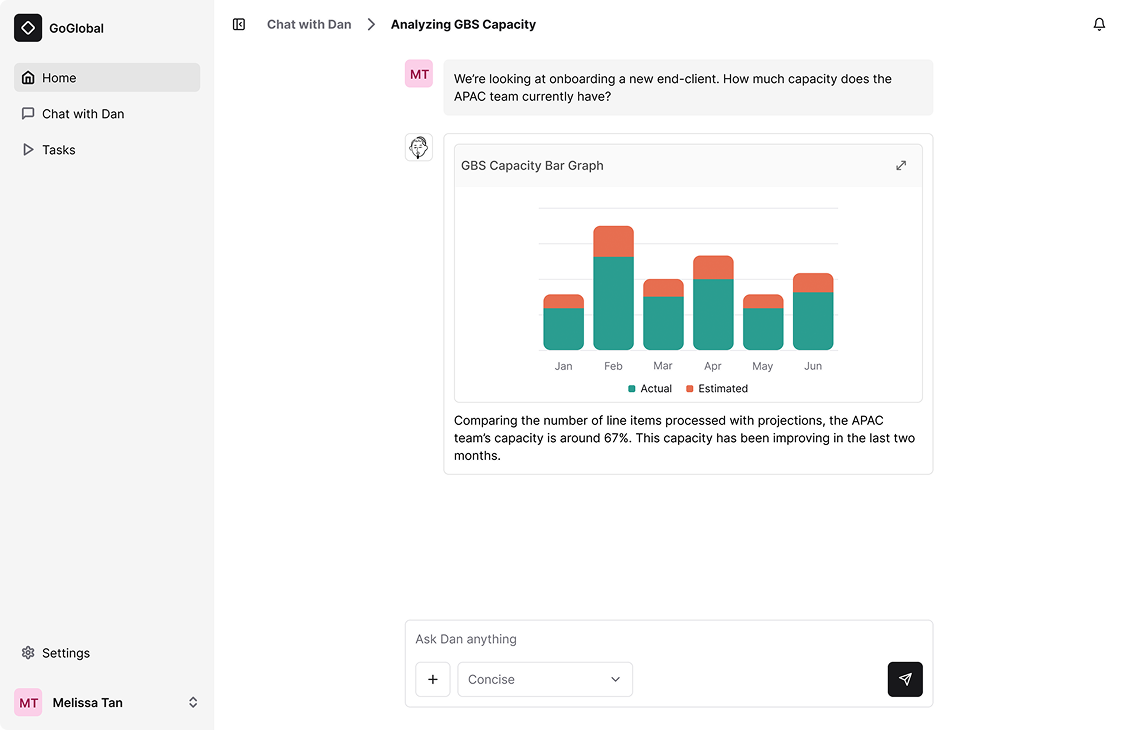 GoGlobal
Home
Chat with Dan
Tasks
Settings
MT
Melissa Tan
Chat with Dan
Analyzing GBS Capacity
MT
We’re looking at onboarding a new end-client. How much capacity does the
APAC team currently have?
GBS Capacity Bar Graph
Jan Feb Mar Apr May Jun
Actual Estimated
Comparing the number of line items processed with projections, the APAC
team’s capacity is around 67%. This capacity has been improving in the last two
months.
Ask Dan anything
Concise